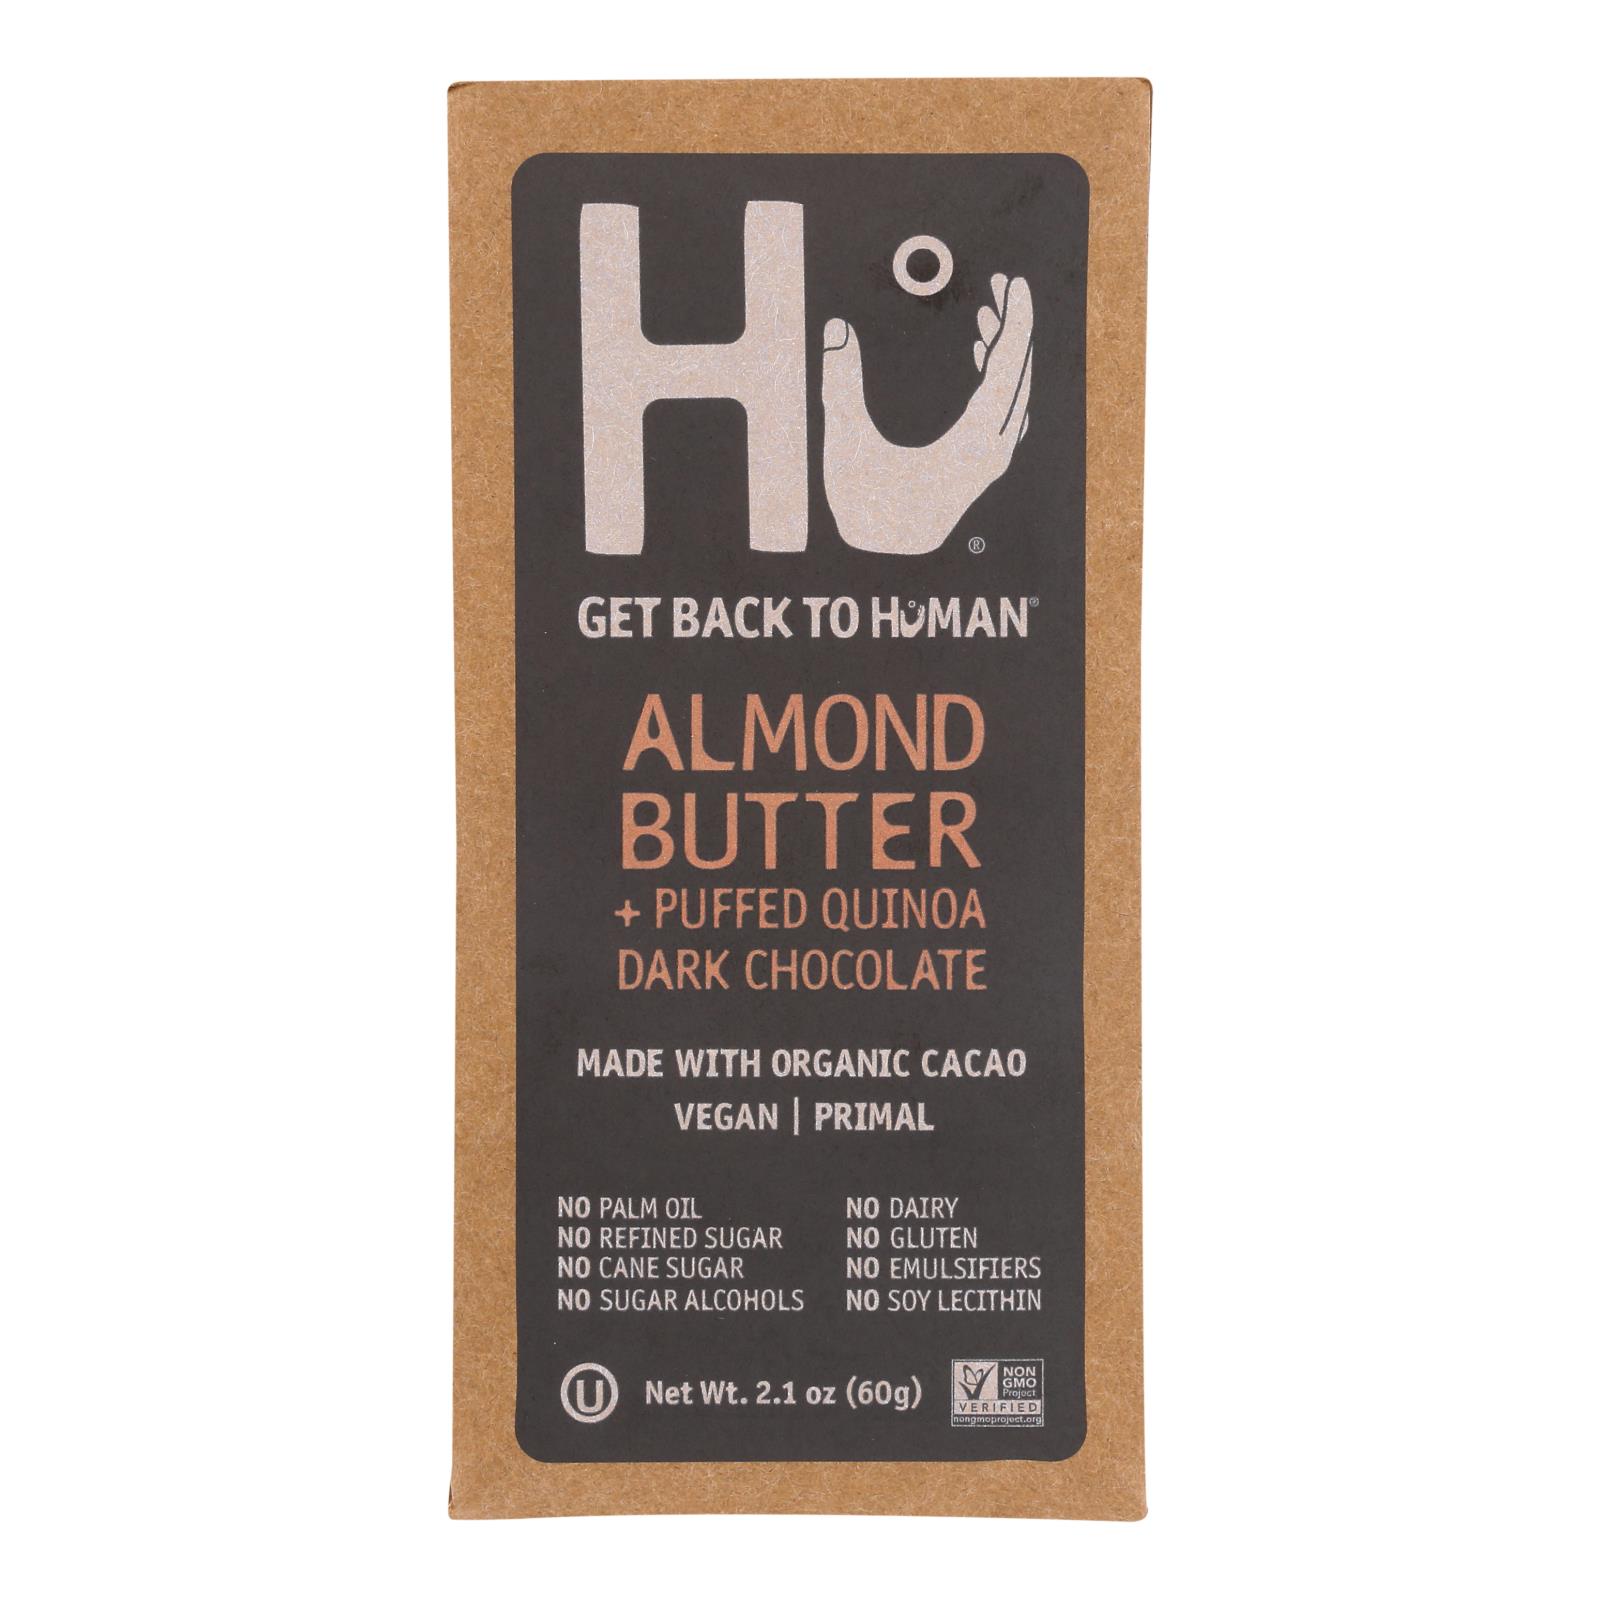 Hu®
GET BACK TO HUMAN®
ALMOND
BUTTER
+ PUFFED QUINOA
DARK CHOCOLATE
MADE WITH ORGANIC CACAO
VEGAN | PRIMAL
NO PALM OIL
NO REFINED SUGAR
NO CANE SUGAR
NO SUGAR ALCOHOLS
NO DAIRY
NO GLUTEN
NO EMULSIFIERS
NO SOY LECITHIN
U
Net Wt. 2.1 oz (60g)
NON
GMO
Project
VERIFIED
nongmoproject.org